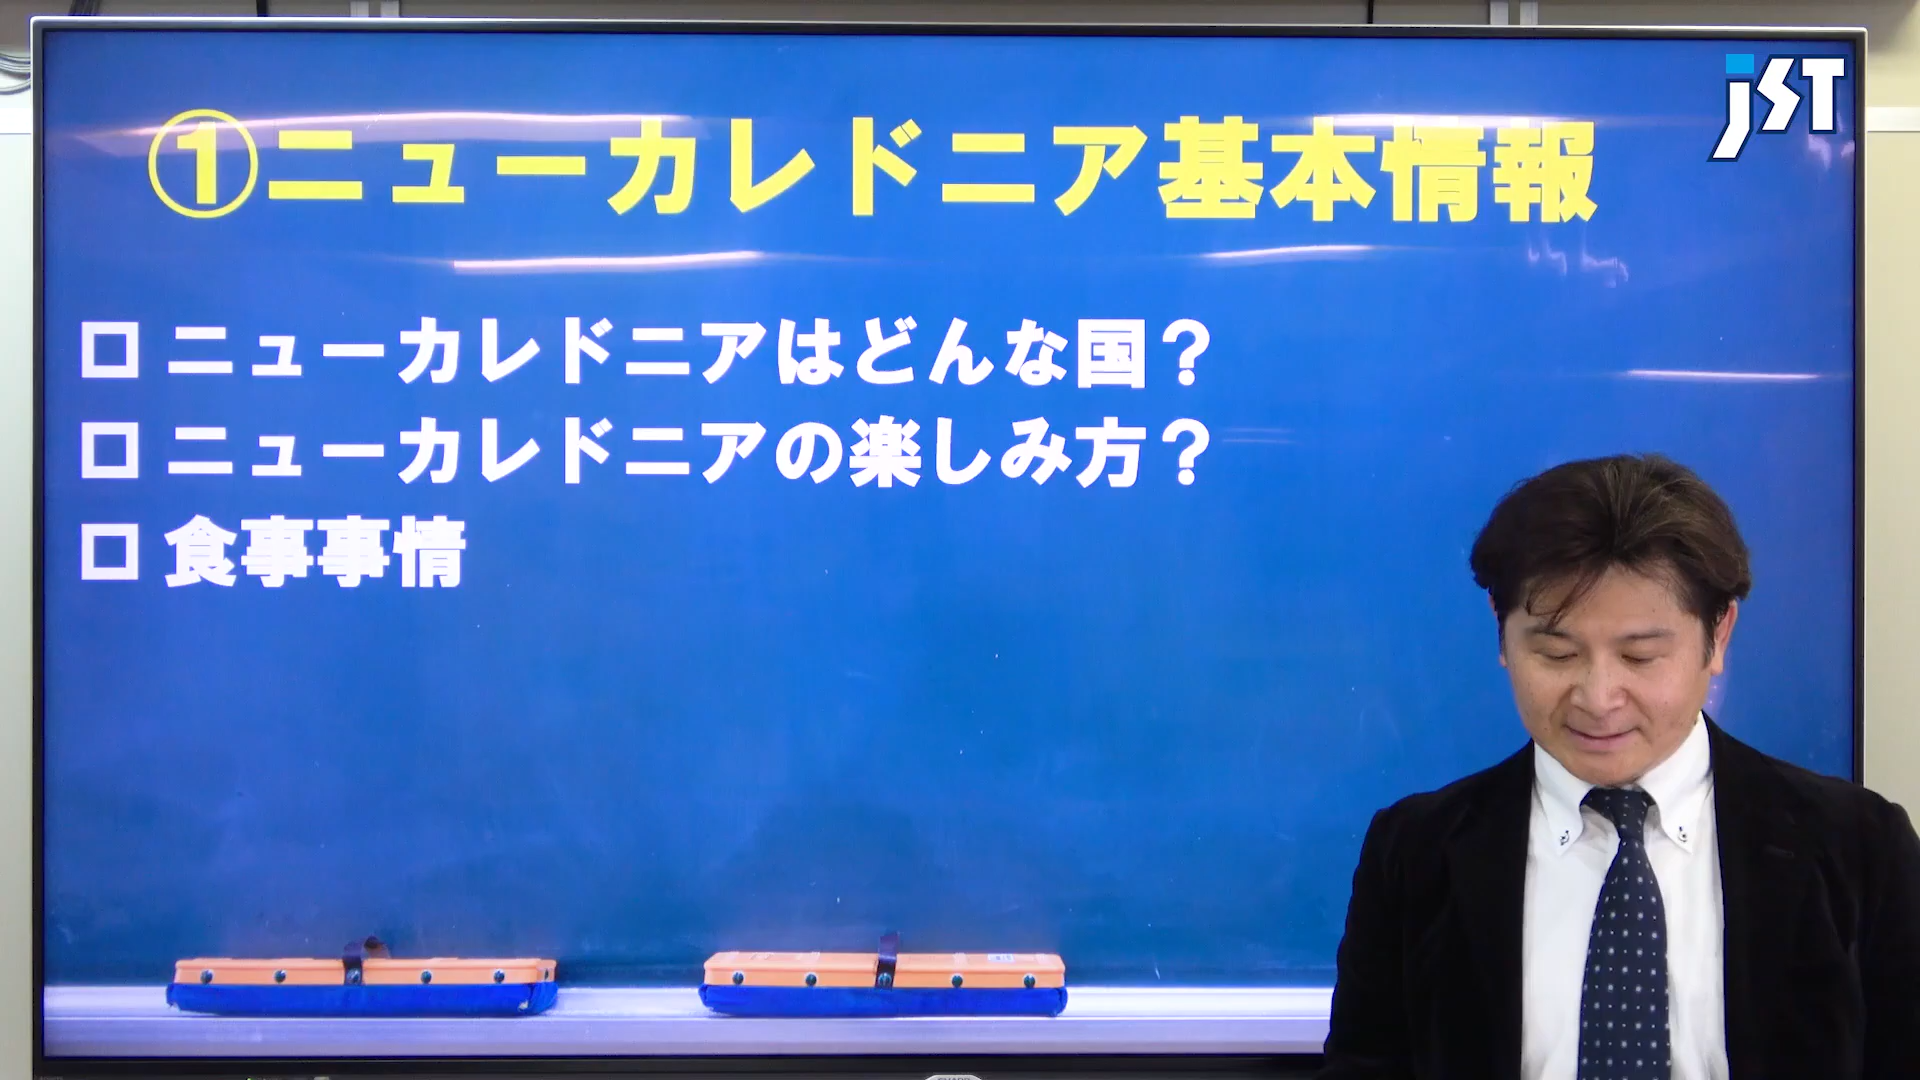 jST
①ニューカレドニア基本情報
□ ニューカレドニアはどんな国？
□ ニューカレドニアの楽しみ方？
□ 食事事情